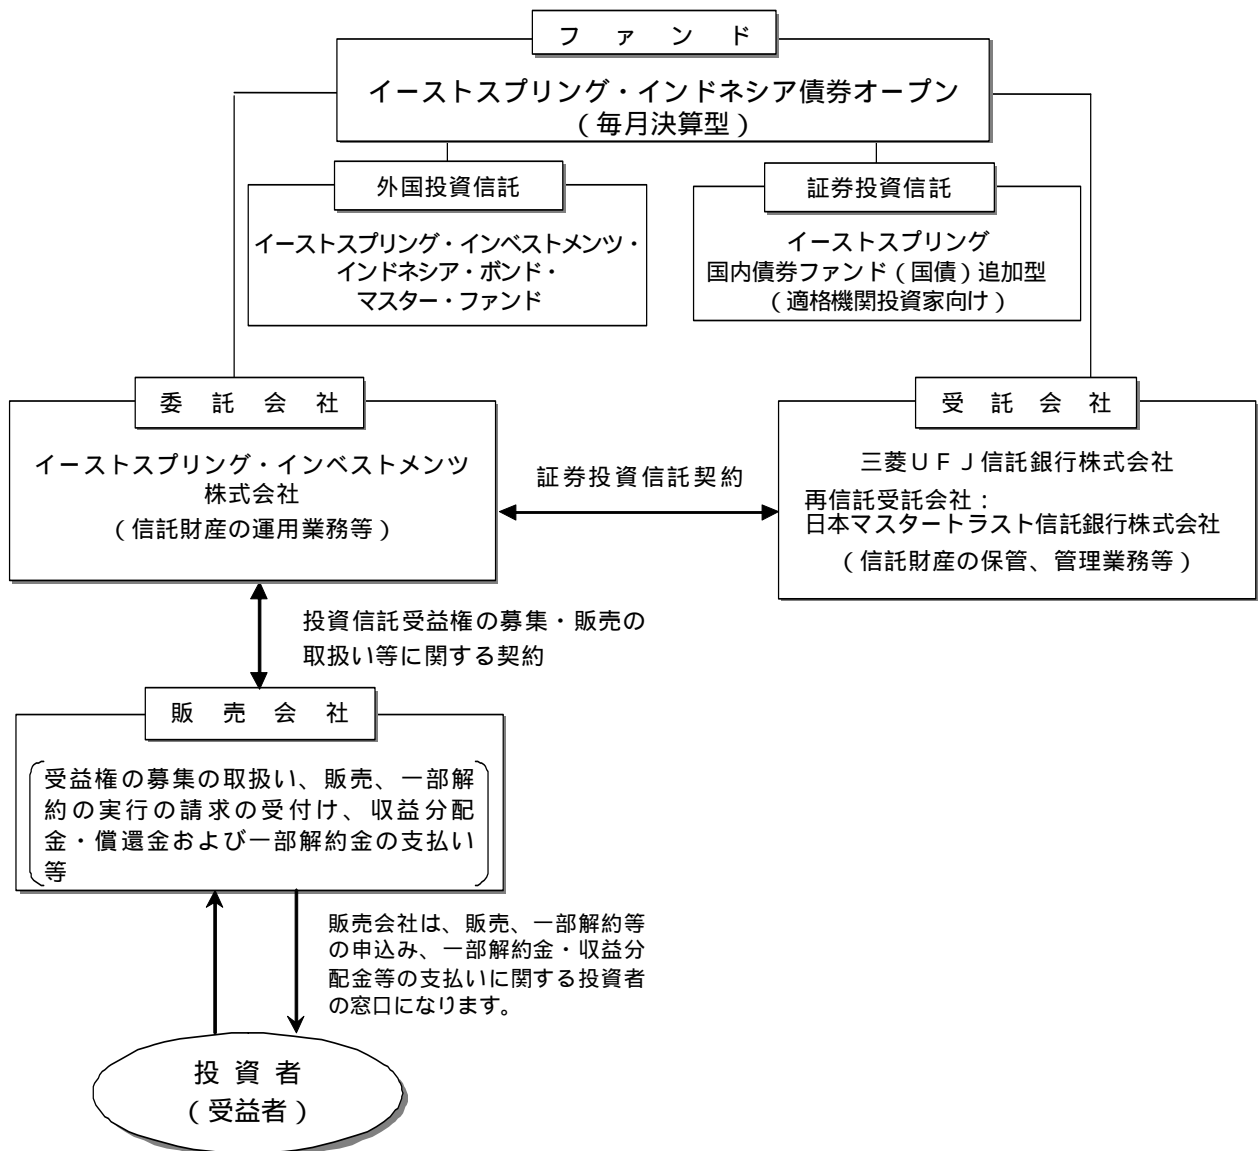 ファンド
イーストスプリング・インドネシア債券オープン
（毎月決算型）
外国投資信託
イーストスプリング・インベストメンツ・
インドネシア・ボンド・
マスター・ファンド
証券投資信託
イーストスプリング
国内債券ファンド（国債）追加型
（適格機関投資家向け）
委託会社
イーストスプリング・インベストメンツ
株式会社
（信託財産の運用業務等）
証券投資信託契約
受託会社
三菱ＵＦＪ信託銀行株式会社
再信託受託会社：
日本マスタートラスト信託銀行株式会社
（信託財産の保管、管理業務等）
投資信託受益権の募集・販売の
取扱い等に関する契約
販売会社
受益権の募集の取扱い、販売、一部解
約の実行の請求の受付け、収益分配
金・償還金および一部解約金の支払い
等
販売会社は、販売、一部解約等
の申込み、一部解約金・収益分
配金等の支払いに関する投資者
の窓口になります。
投資者
（受益者）